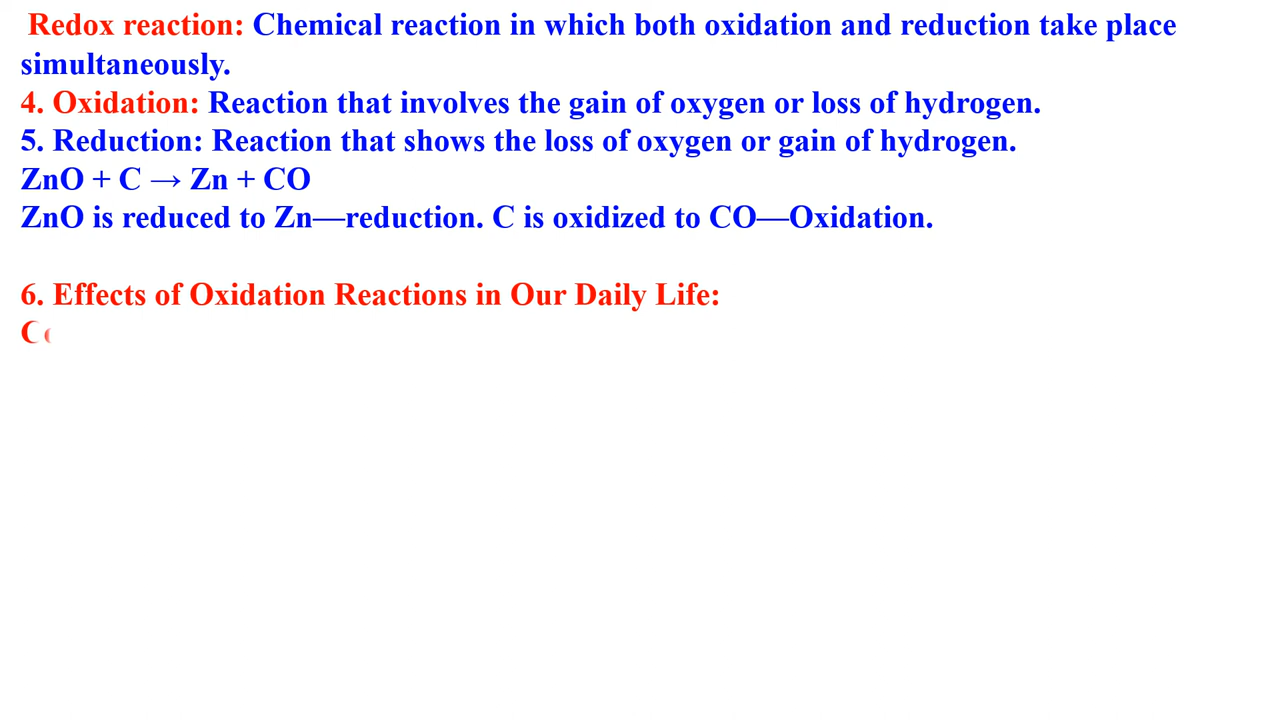 Redox reaction: Chemical reaction in which both oxidation and reduction take place
simultaneously.
4. Oxidation: Reaction that involves the gain of oxygen or loss of hydrogen.
5. Reduction: Reaction that shows the loss of oxygen or gain of hydrogen.
ZnO + C → Zn + CO
ZnO is reduced to Zn—reduction. C is oxidized to CO—Oxidation.
6. Effects of Oxidation Reactions in Our Daily Life: